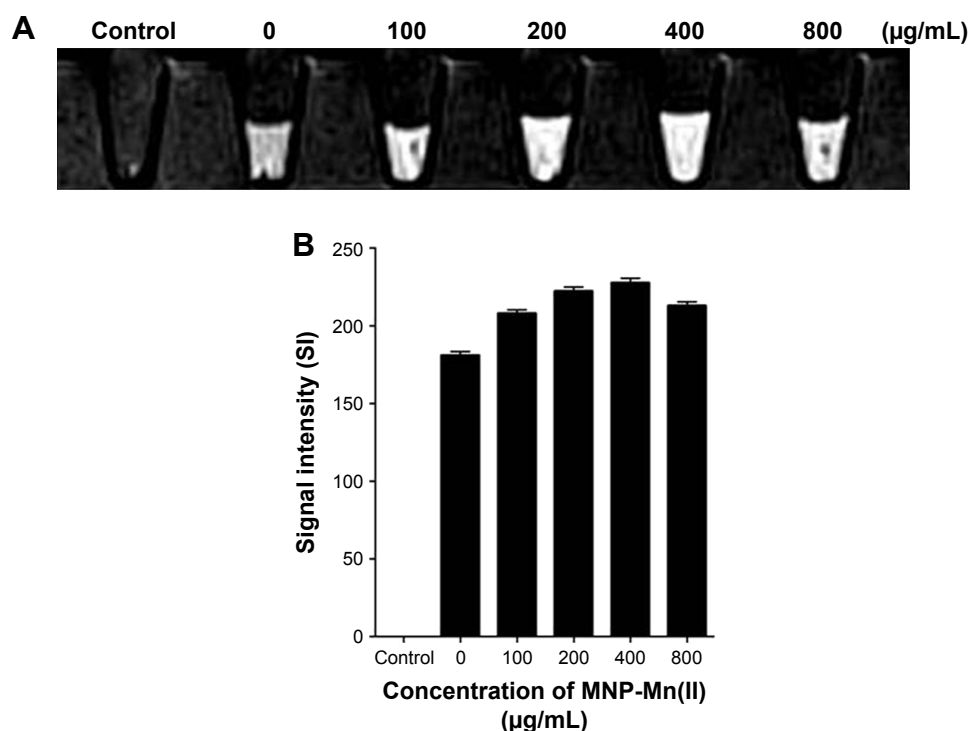 A
Control 0 100 200 400 800 (µg/mL)
B
Signal intensity (SI)
250
200
150
100
50
0
Control 0 100 200 400 800
Concentration of MNP-Mn(II)
(µg/mL)